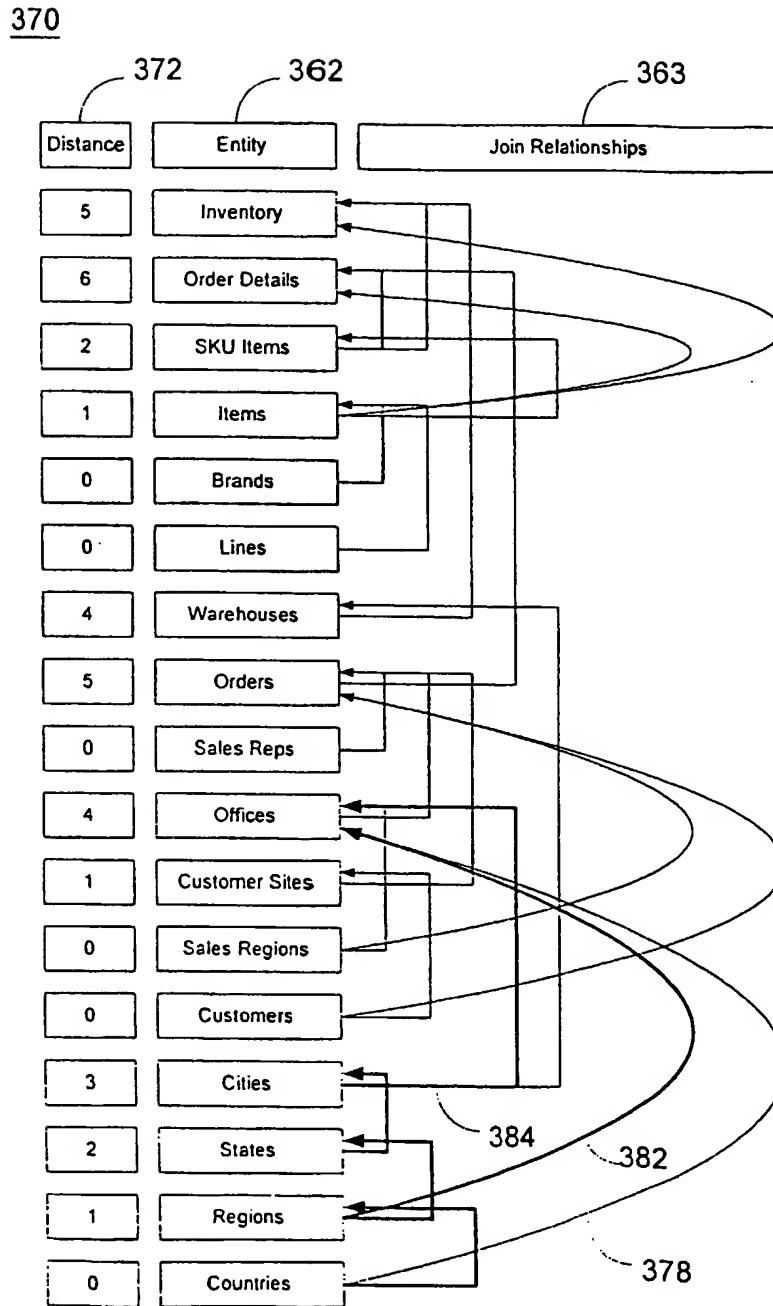 370
372 362 363
Distance Entity Join Relationships
5 Inventory
6 Order Details
2 SKU Items
1 Items
0 Brands
0 Lines
4 Warehouses
5 Orders
0 Sales Reps
4 Offices
1 Customer Sites
0 Sales Regions
0 Customers
3 Cities
384
2 States
382
1 Regions
378
0 Countries